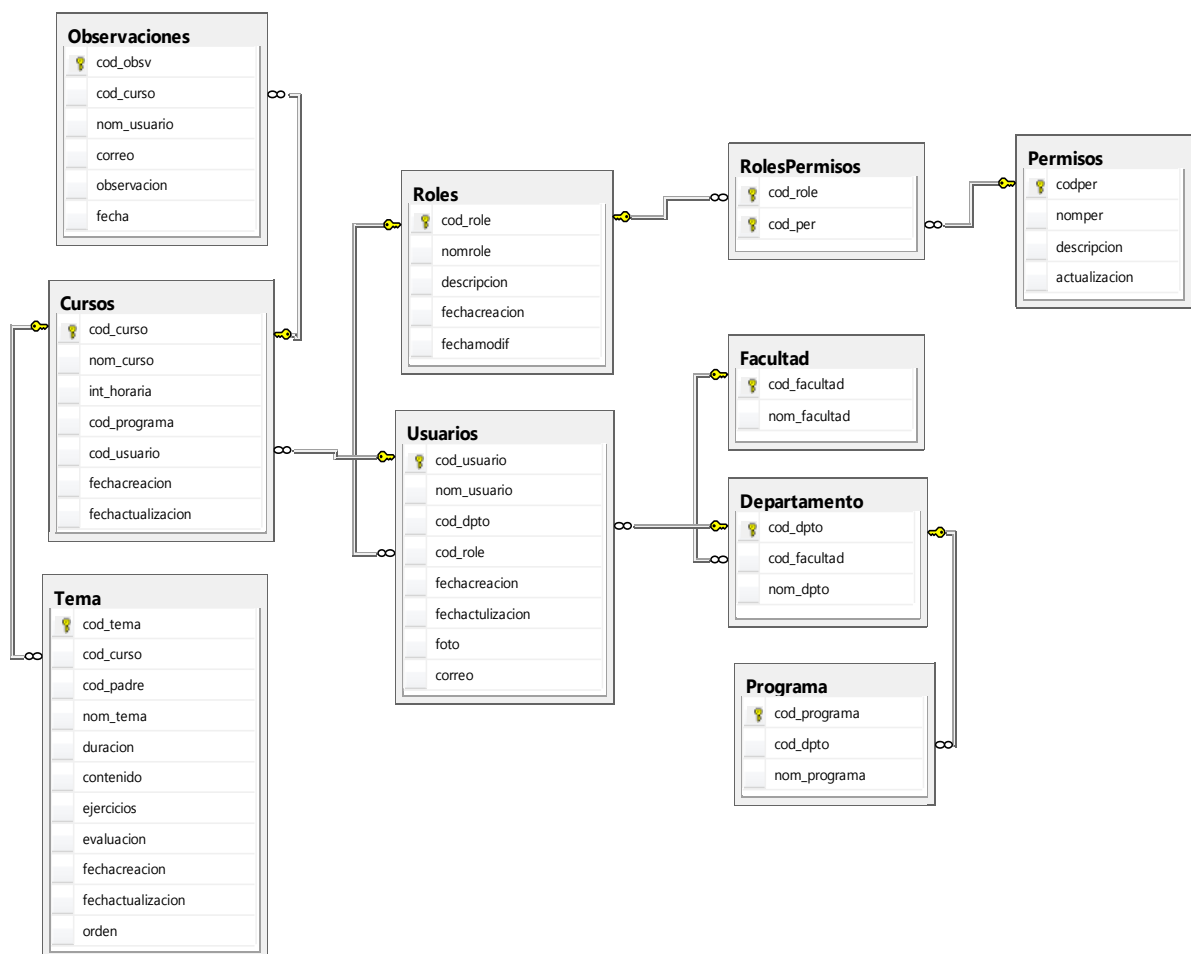 Observaciones
cod_obsv
cod_curso
nom_usuario
correo
observacion
fecha
Cursos
cod_curso
nom_curso
int_horaria
cod_programa
cod_usuario
fechacreacion
fechactualizacion
Tema
cod_tema
cod_curso
cod_padre
nom_tema
duracion
contenido
ejercicios
evaluacion
fechacreacion
fechactualizacion
orden
Roles
cod_role
nomrole
descripcion
fechacreacion
fechamodif
Usuarios
cod_usuario
nom_usuario
cod_dpto
cod_role
fechacreacion
fechactulizacion
foto
correo
RolesPermisos
cod_role
cod_per
Permisos
codper
nomper
descripcion
actualizacion
Facultad
cod_facultad
nom_facultad
Departamento
cod_dpto
cod_facultad
nom_dpto
Programa
cod_programa
cod_dpto
nom_programa